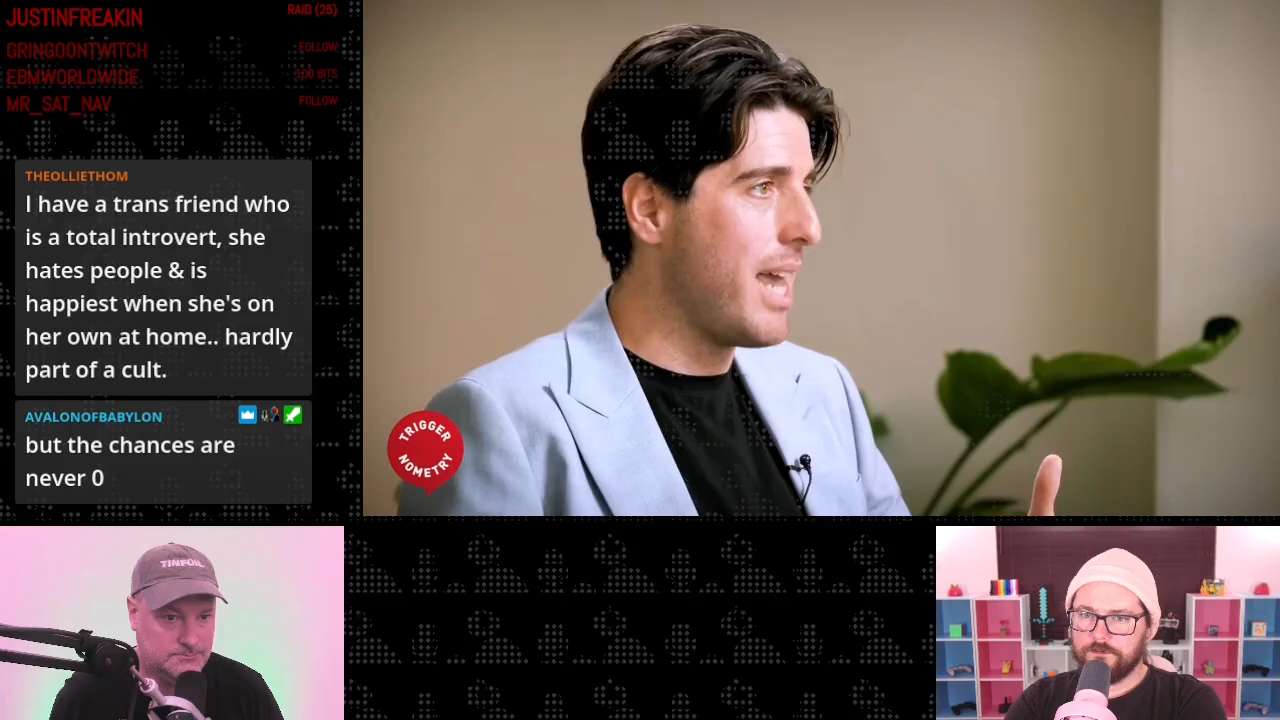 JUSTINFREAKIN RAID (25)
GRINGOONTWITCH FOLLOW
EBMWORLDWIDE 100 BITS
MR_SAT_NAV FOLLOW
THEOLLIETHOM
I have a trans friend who
is a total introvert, she
hates people & is
happiest when she's on
her own at home.. hardly
part of a cult.
AVALONOFBABYLON
but the chances are
never 0
TRIGGER
NOMETRY
TINFOIL